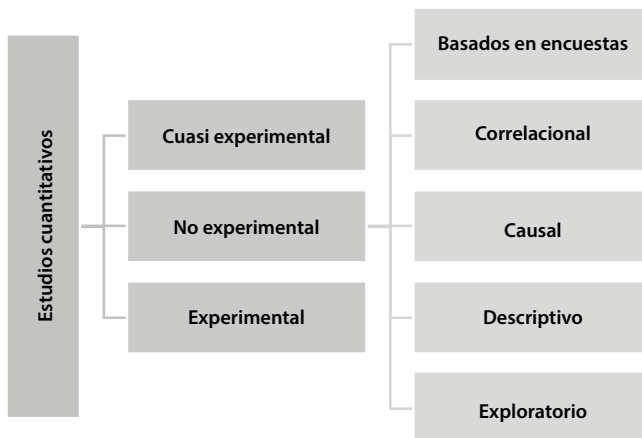 Estudios cuantitativos
Cuasi experimental
No experimental
Experimental
Basados en encuestas
Correlacional
Causal
Descriptivo
Exploratorio